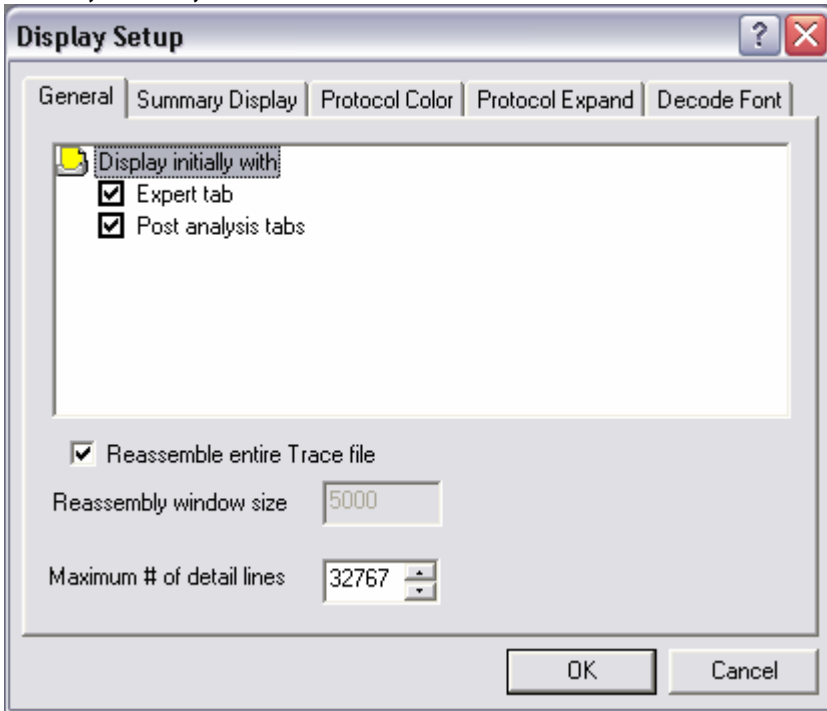 Display Setup
General Summary Display Protocol Color Protocol Expand Decode Font
Display initially with
Expert tab
Post analysis tabs
Reassemble entire Trace file
Reassembly window size 5000
Maximum # of detail lines 32767
OK Cancel